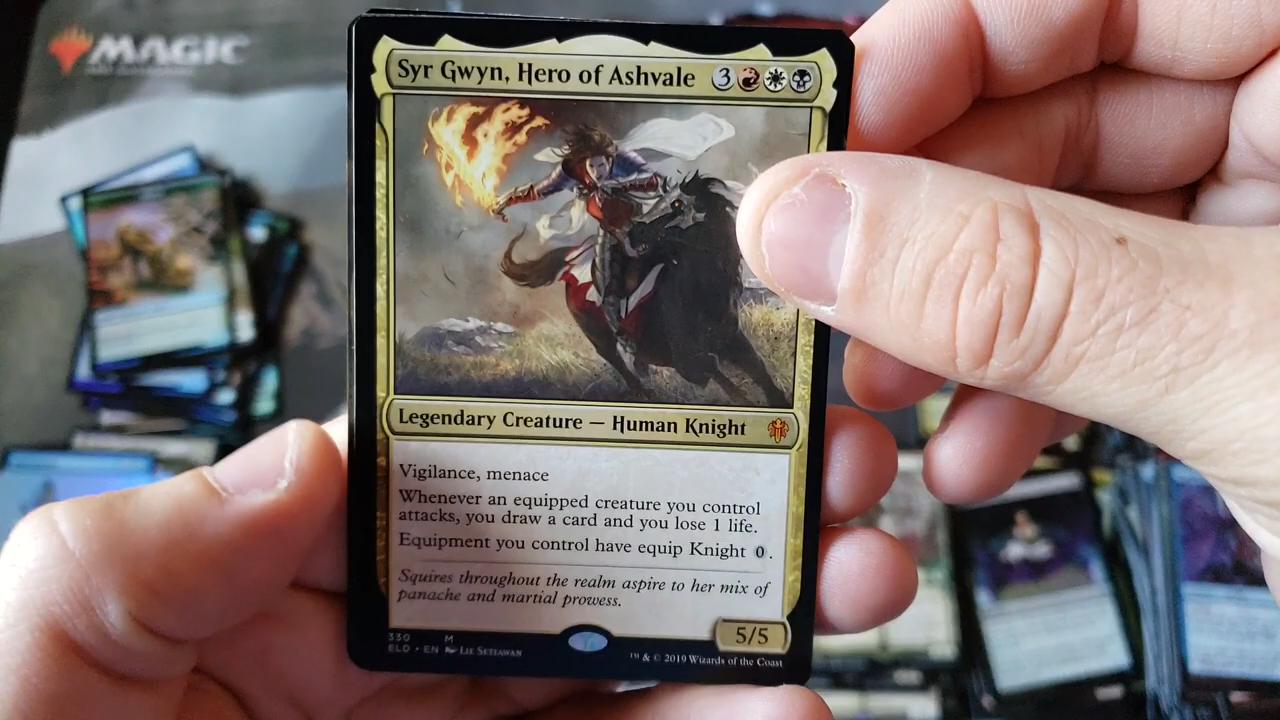 MAGIC
Syr Gwyn, Hero of Ashvale 3
Legendary Creature — Human Knight
Vigilance, menace
Whenever an equipped creature you control
attacks, you draw a card and you lose 1 life.
Equipment you control have equip Knight 0.
Squires throughout the realm aspire to her mix of
panache and martial prowess.
5/5
330 M
ELD • EN Lie Setiawan
™ & © 2019 Wizards of the Coast